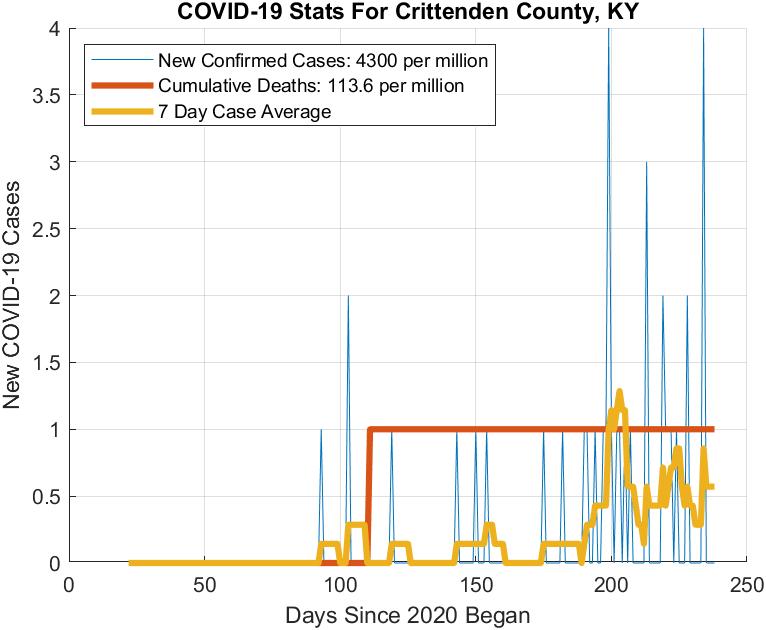 COVID-19 Stats For Crittenden County, KY
New Confirmed Cases: 4300 per million
Cumulative Deaths: 113.6 per million
7 Day Case Average
New COVID-19 Cases
4
3.5
3
2.5
2
1.5
1
0.5
0
0 50 100 150 200 250
Days Since 2020 Began